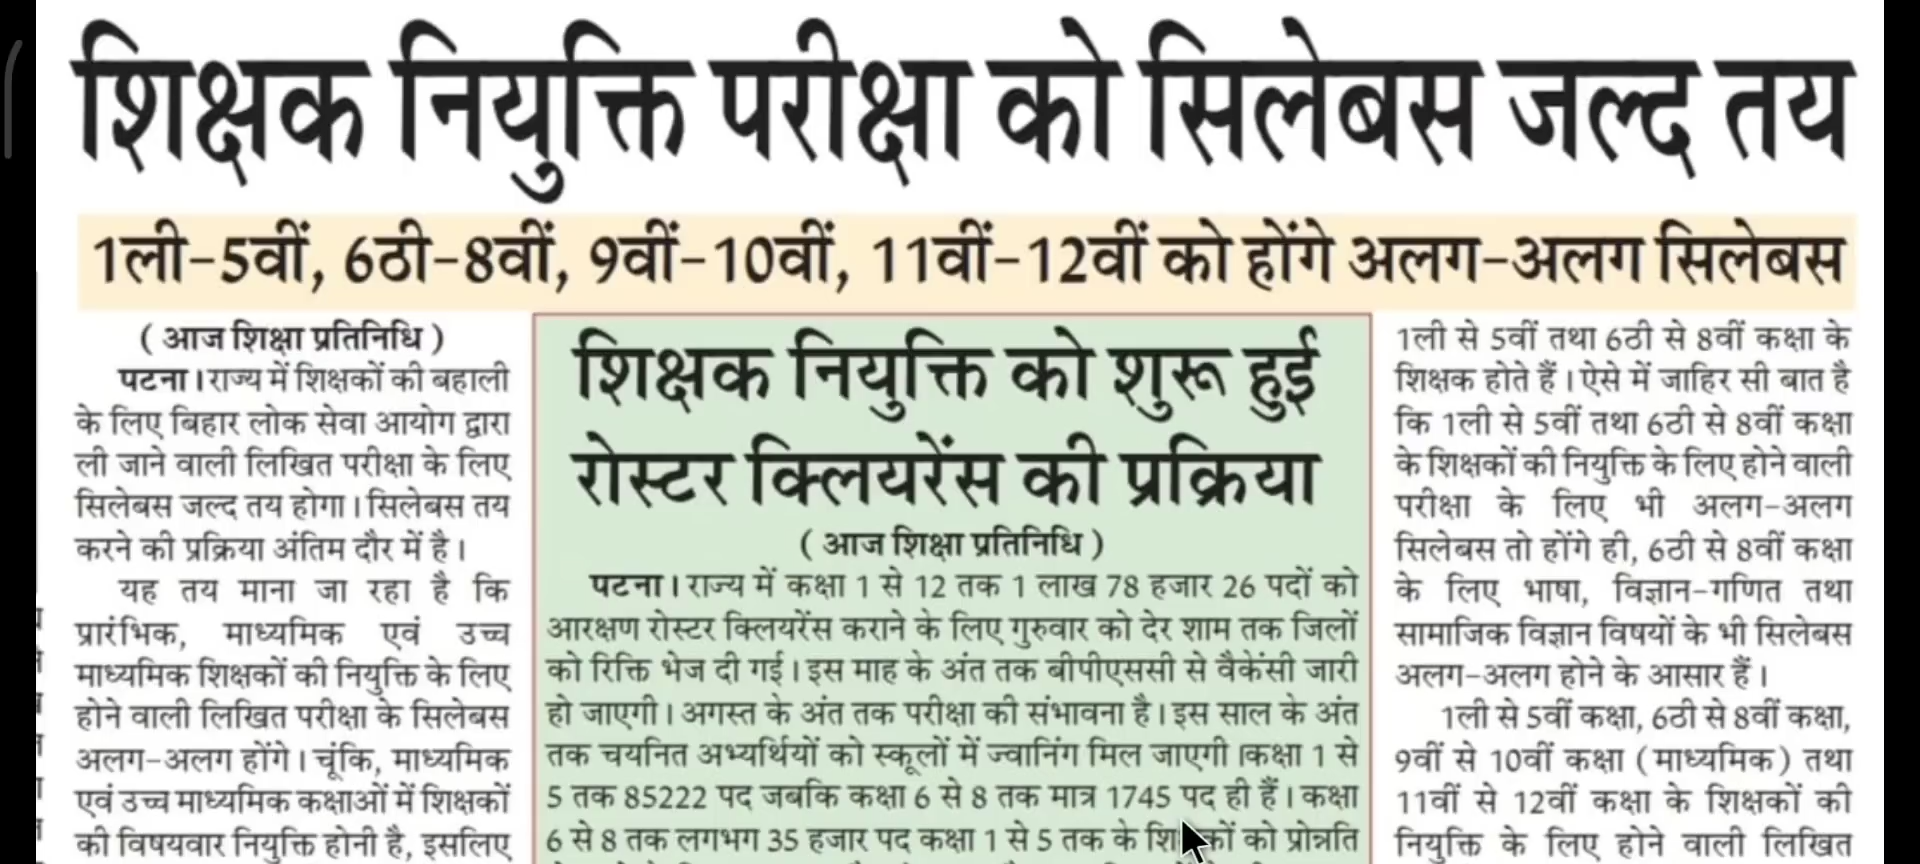 शिक्षक नियुक्ति परीक्षा को सिलेबस जल्द तय
1ली-5वीं, 6ठी-8वीं, 9वीं-10वीं, 11वीं-12वीं को होंगे अलग-अलग सिलेबस
( आज शिक्षा प्रतिनिधि )
पटना। राज्य में शिक्षकों की बहाली
के लिए बिहार लोक सेवा आयोग द्वारा
ली जाने वाली लिखित परीक्षा के लिए
सिलेबस जल्द तय होगा। सिलेबस तय
करने की प्रक्रिया अंतिम दौर में है।
यह तय माना जा रहा है कि
प्रारंभिक, माध्यमिक एवं उच्च
माध्यमिक शिक्षकों की नियुक्ति के लिए
होने वाली लिखित परीक्षा के सिलेबस
अलग-अलग होंगे। चूंकि, माध्यमिक
एवं उच्च माध्यमिक कक्षाओं में शिक्षकों
की विषयवार नियुक्ति होनी है, इसलिए
शिक्षक नियुक्ति को शुरू हुई
रोस्टर क्लियरेंस की प्रक्रिया
( आज शिक्षा प्रतिनिधि )
पटना। राज्य में कक्षा 1 से 12 तक 1 लाख 78 हजार 26 पदों को
आरक्षण रोस्टर क्लियरेंस कराने के लिए गुरुवार को देर शाम तक जिलों
को रिक्ति भेज दी गई। इस माह के अंत तक बीपीएससी से वैकेंसी जारी
हो जाएगी। अगस्त के अंत तक परीक्षा की संभावना है। इस साल के अंत
तक चयनित अभ्यर्थियों को स्कूलों में ज्वानिंग मिल जाएगी।कक्षा 1 से
5 तक 85222 पद जबकि कक्षा 6 से 8 तक मात्र 1745 पद ही हैं। कक्षा
6 से 8 तक लगभग 35 हजार पद कक्षा 1 से 5 तक के शिक्षकों को प्रोन्नति
1ली से 5वीं तथा 6ठी से 8वीं कक्षा के
शिक्षक होते हैं। ऐसे में जाहिर सी बात है
कि 1ली से 5वीं तथा 6ठी से 8वीं कक्षा
के शिक्षकों की नियुक्ति के लिए होने वाली
परीक्षा के लिए भी अलग-अलग
सिलेबस तो होंगे ही, 6ठी से 8वीं कक्षा
के लिए भाषा, विज्ञान-गणित तथा
सामाजिक विज्ञान विषयों के भी सिलेबस
अलग-अलग होने के आसार हैं।
1ली से 5वीं कक्षा, 6ठी से 8वीं कक्षा,
9वीं से 10वीं कक्षा (माध्यमिक) तथा
11वीं से 12वीं कक्षा के शिक्षकों की
नियुक्ति के लिए होने वाली लिखित